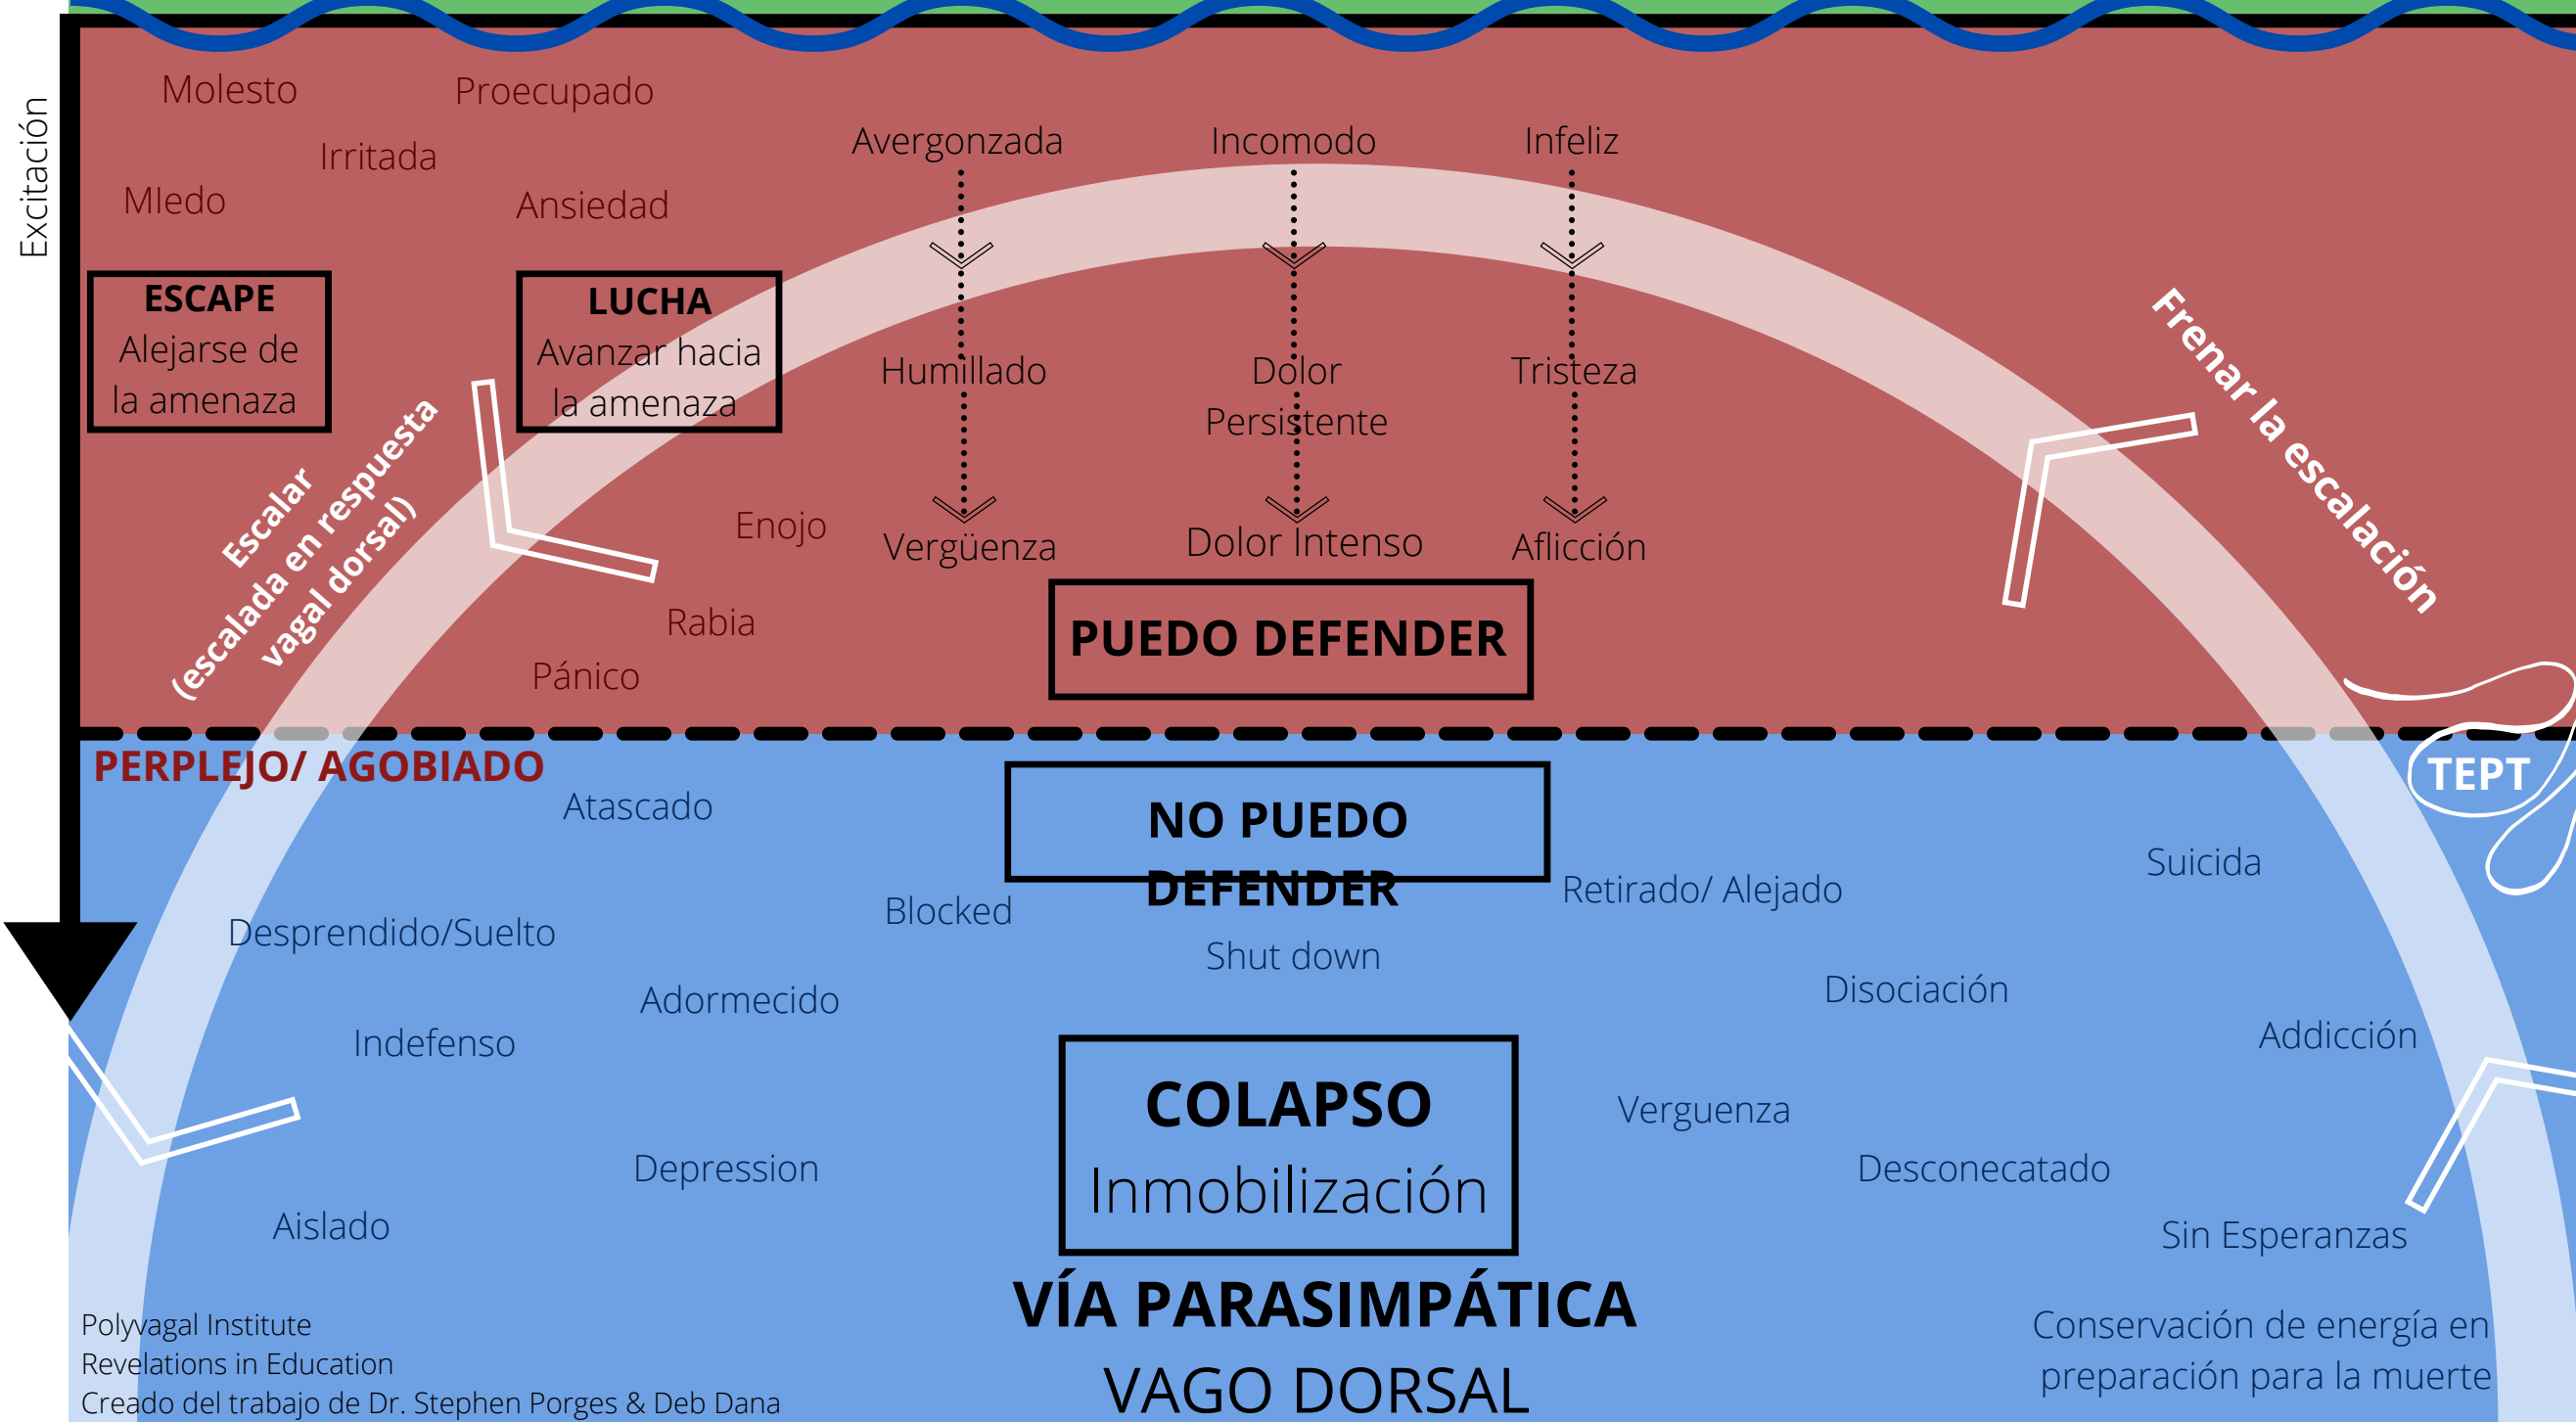 Excitación
Molesto
Proecupado
Irritada
MIedo
Ansiedad
Avergonzada
Incomodo
Infeliz
ESCAPE
Alejarse de
la amenaza
LUCHA
Avanzar hacia
la amenaza
Humillado
Dolor
Persistente
Tristeza
Frenar la escalación
Escalar
(escalada en respuesta
vagal dorsal)
Enojo
Vergüenza
Dolor Intenso
Aflicción
Rabia
Pánico
PUEDO DEFENDER
PERPLEJO/ AGOBIADO
TEPT
Atascado
NO PUEDO
DEFENDER
Suicida
Retirado/ Alejado
Blocked
Desprendido/Suelto
Shut down
Disociación
Adormecido
Addicción
Indefenso
COLAPSO
Inmobilización
Verguenza
Depression
Desconecatado
Aislado
Sin Esperanzas
VÍA PARASIMPÁTICA
VAGO DORSAL
Conservación de energía en
preparación para la muerte
Polyvagal Institute
Revelations in Education
Creado del trabajo de Dr. Stephen Porges & Deb Dana